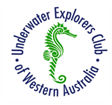 Underwater Explorers Club
• of Western Australia •